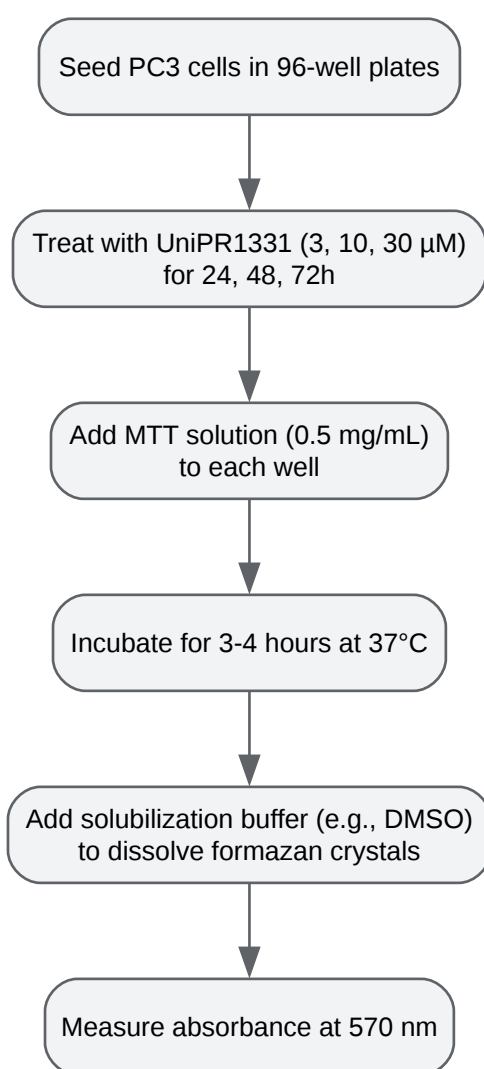 Seed PC3 cells in 96-well plates
Treat with UniPR1331 (3, 10, 30 µM)
for 24, 48, 72h
Add MTT solution (0.5 mg/mL)
to each well
Incubate for 3-4 hours at 37°C
Add solubilization buffer (e.g., DMSO)
to dissolve formazan crystals
Measure absorbance at 570 nm